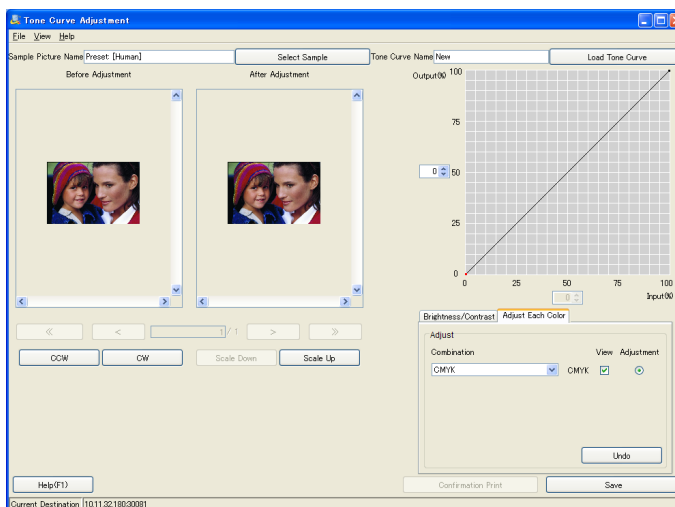 Tone Curve Adjustment
File View Help
Sample Picture Name Preset: [Human] Select Sample Tone Curve Name New Load Tone Curve
Before Adjustment After Adjustment Output(%) 100
75
0 50
25
0
0 25 50 75 100
0 Input(%)
« < 1 / 1 > »
Brightness/Contrast Adjust Each Color
Adjust
CCW CW Scale Down Scale Up
Combination View Adjustment
CMYK CMYK
Undo
Help(F1) Confirmation Print Save
Current Destination 10.11.32.180:30081